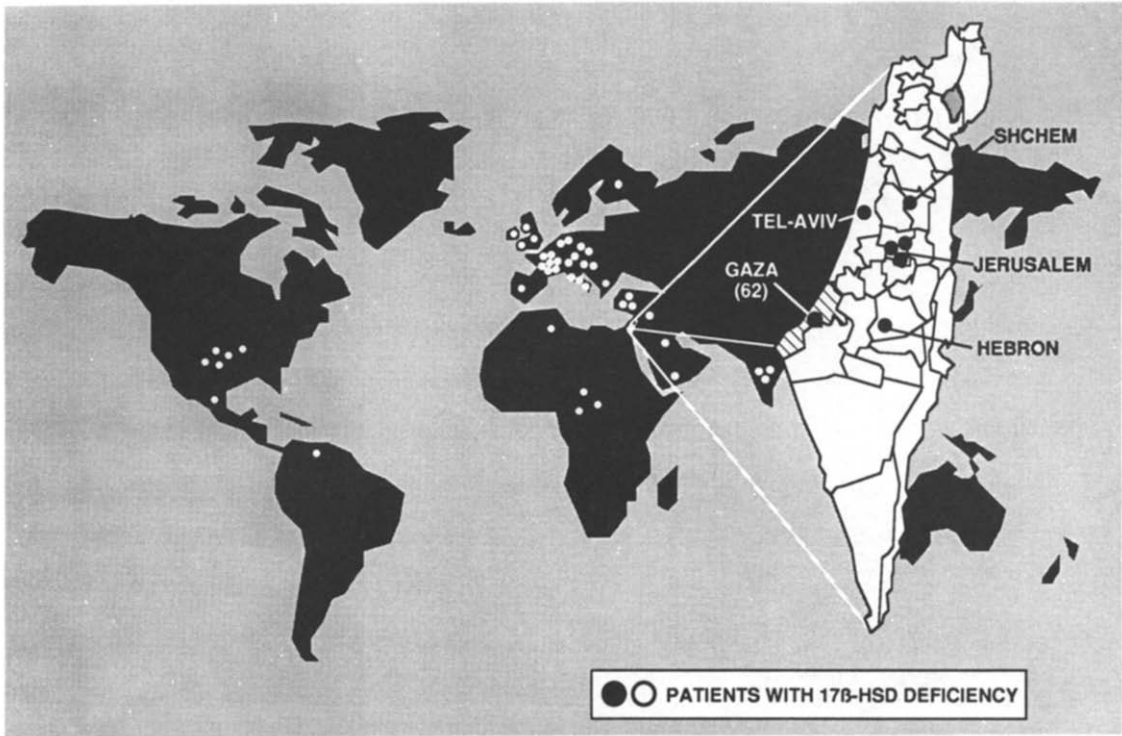 SHCHEM
TEL-AVIV
GAZA
(62)
JERUSALEM
HEBRON
PATIENTS WITH 17β-HSD DEFICIENCY